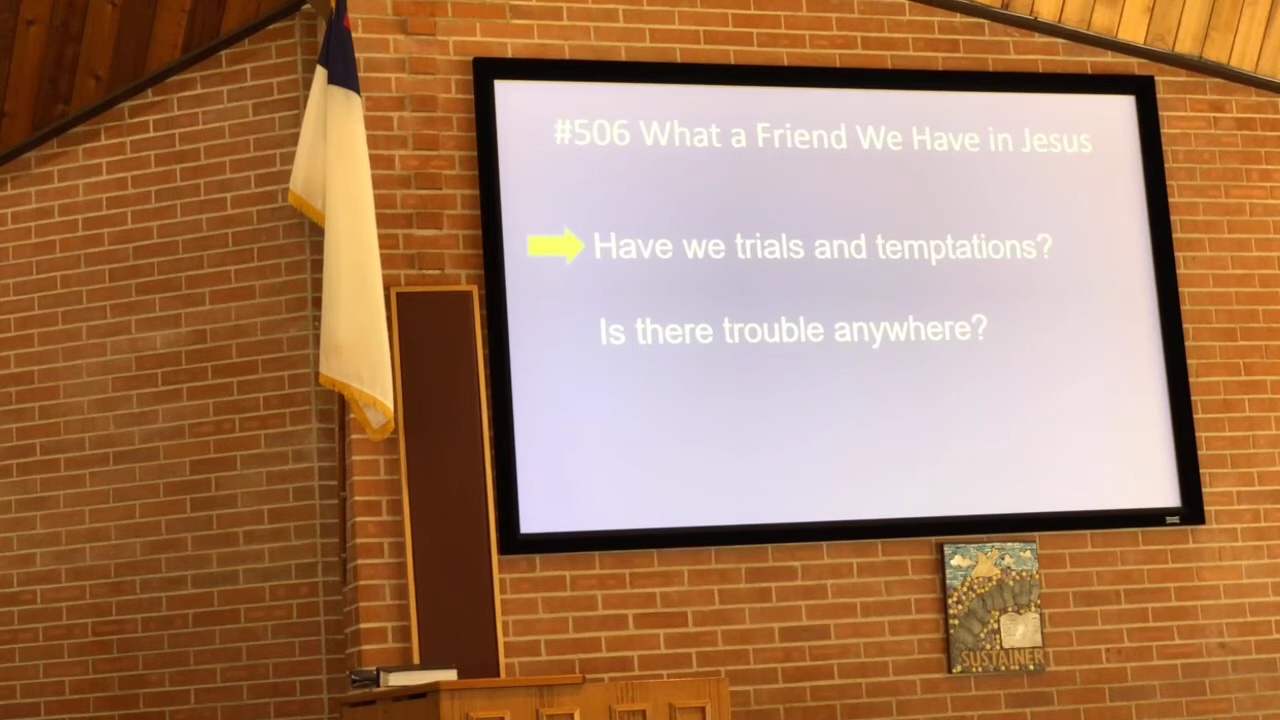 #506 What a Friend We Have in Jesus
Have we trials and temptations?
Is there trouble anywhere?
SUSTAINER